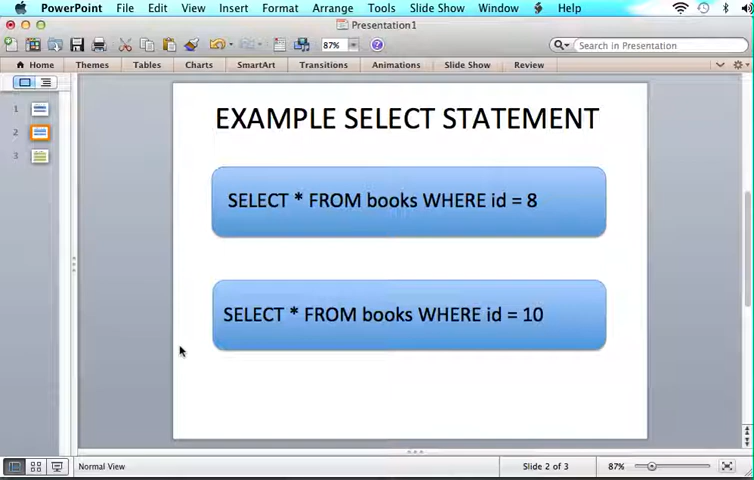 PowerPoint File Edit View Insert Format Arrange Tools Slide Show Window Help
Presentation1
87% Search in Presentation
Home Themes Tables Charts SmartArt Transitions Animations Slide Show Review
1
2
3
EXAMPLE SELECT STATEMENT
SELECT * FROM books WHERE id = 8
SELECT * FROM books WHERE id = 10
Normal View Slide 2 of 3 87%